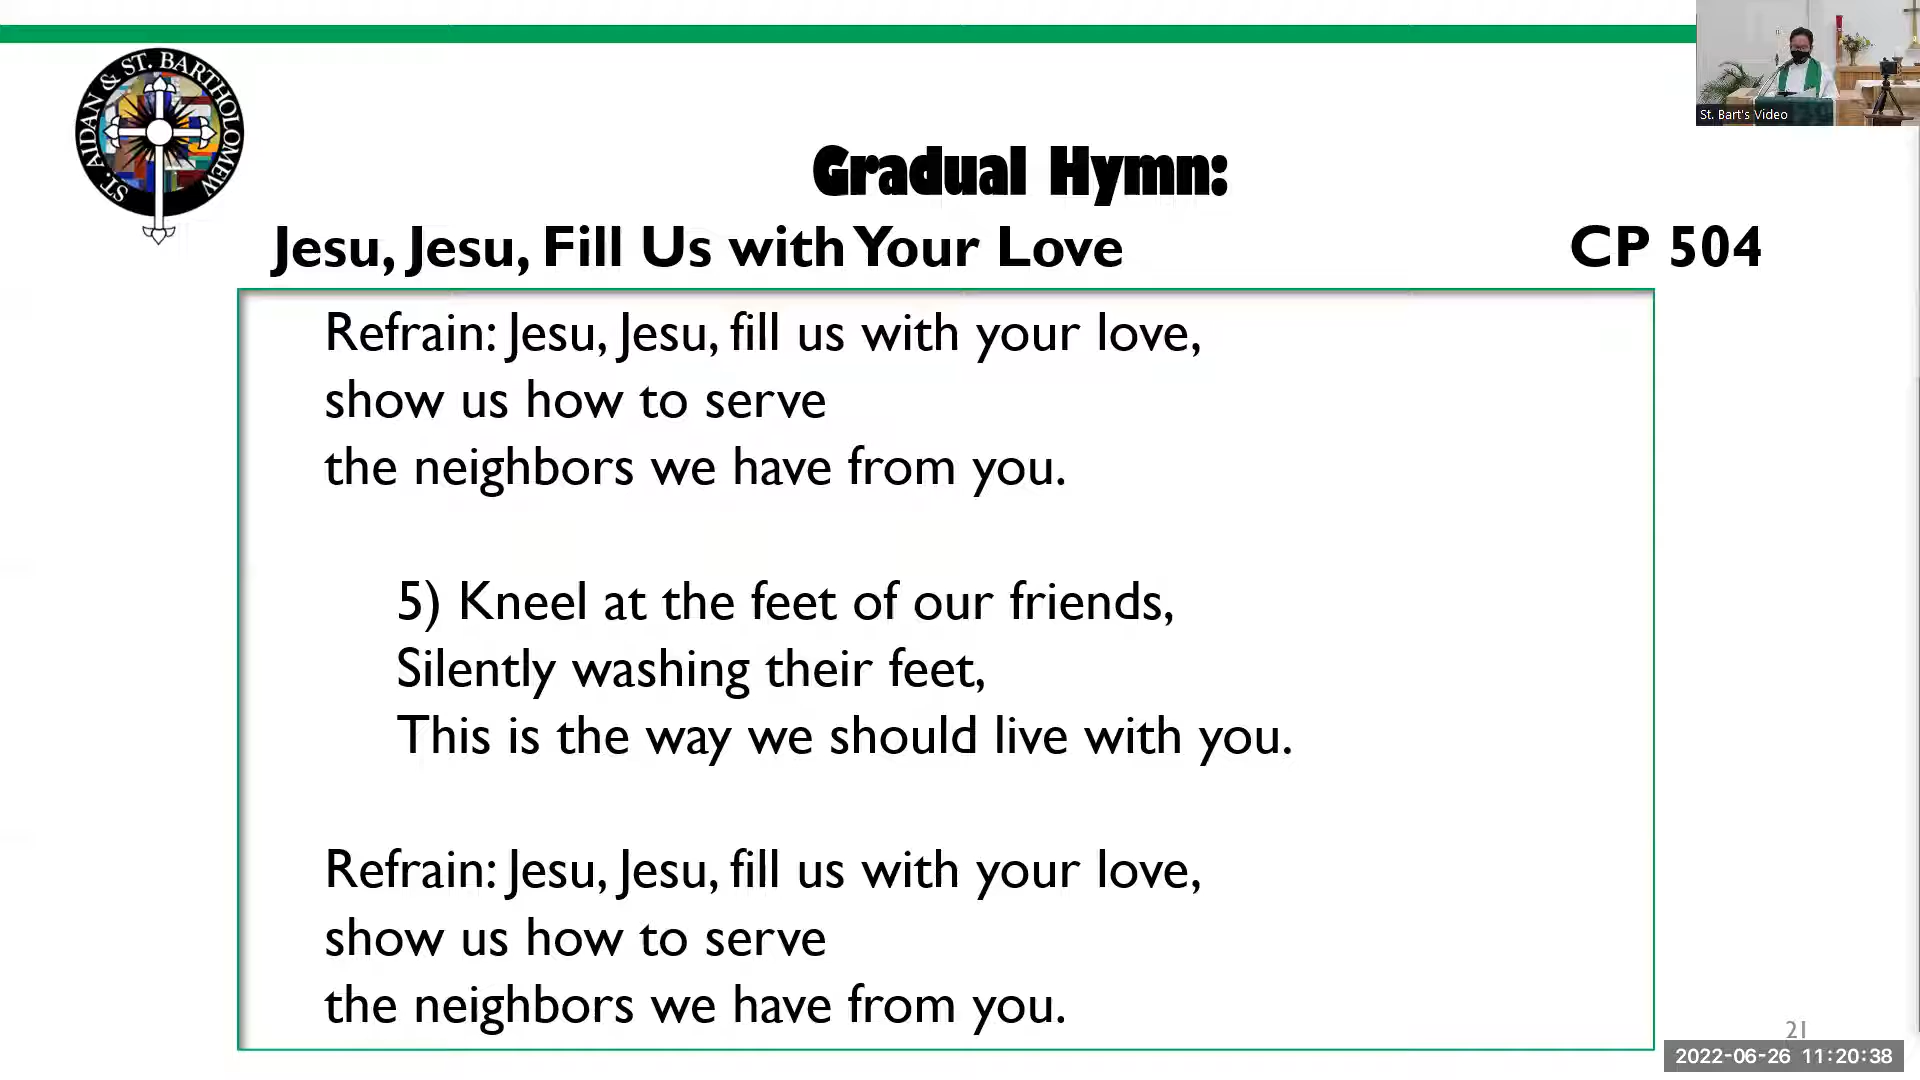 ST. AIDAN & ST. BARTHOLOMEW
St. Bart's Video
Gradual Hymn:
Jesu, Jesu, Fill Us with Your Love CP 504
Refrain: Jesu, Jesu, fill us with your love,
show us how to serve
the neighbors we have from you.
5) Kneel at the feet of our friends,
Silently washing their feet,
This is the way we should live with you.
Refrain: Jesu, Jesu, fill us with your love,
show us how to serve
the neighbors we have from you.
21
2022-06-26 11:20:38